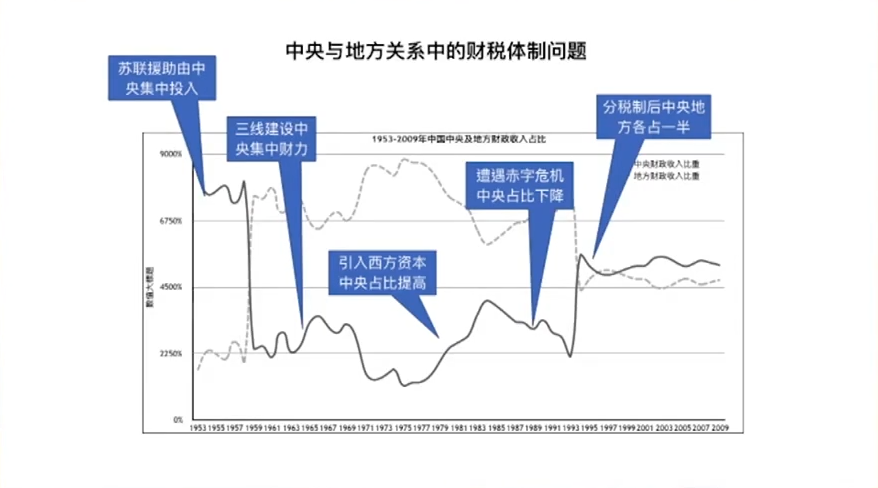 中央与地方关系中的财税体制问题
苏联援助由中
央集中投入
三线建设中
央集中财力
分税制后中央地
方各占一半
1953-2009年中国中央及地方财政收入占比
遭遇赤字危机
中央占比下降
引入西方资本
中央占比提高
中央财政收入比重
地方财政收入比重
数值大标题
9000%
6750%
4500%
2250%
0%
1953 1955 1957 1959 1961 1963 1965 1967 1969 1971 1973 1975 1977 1979 1981 1983 1985 1987 1989 1991 1993 1995 1997 1999 2001 2003 2005 2007 2009